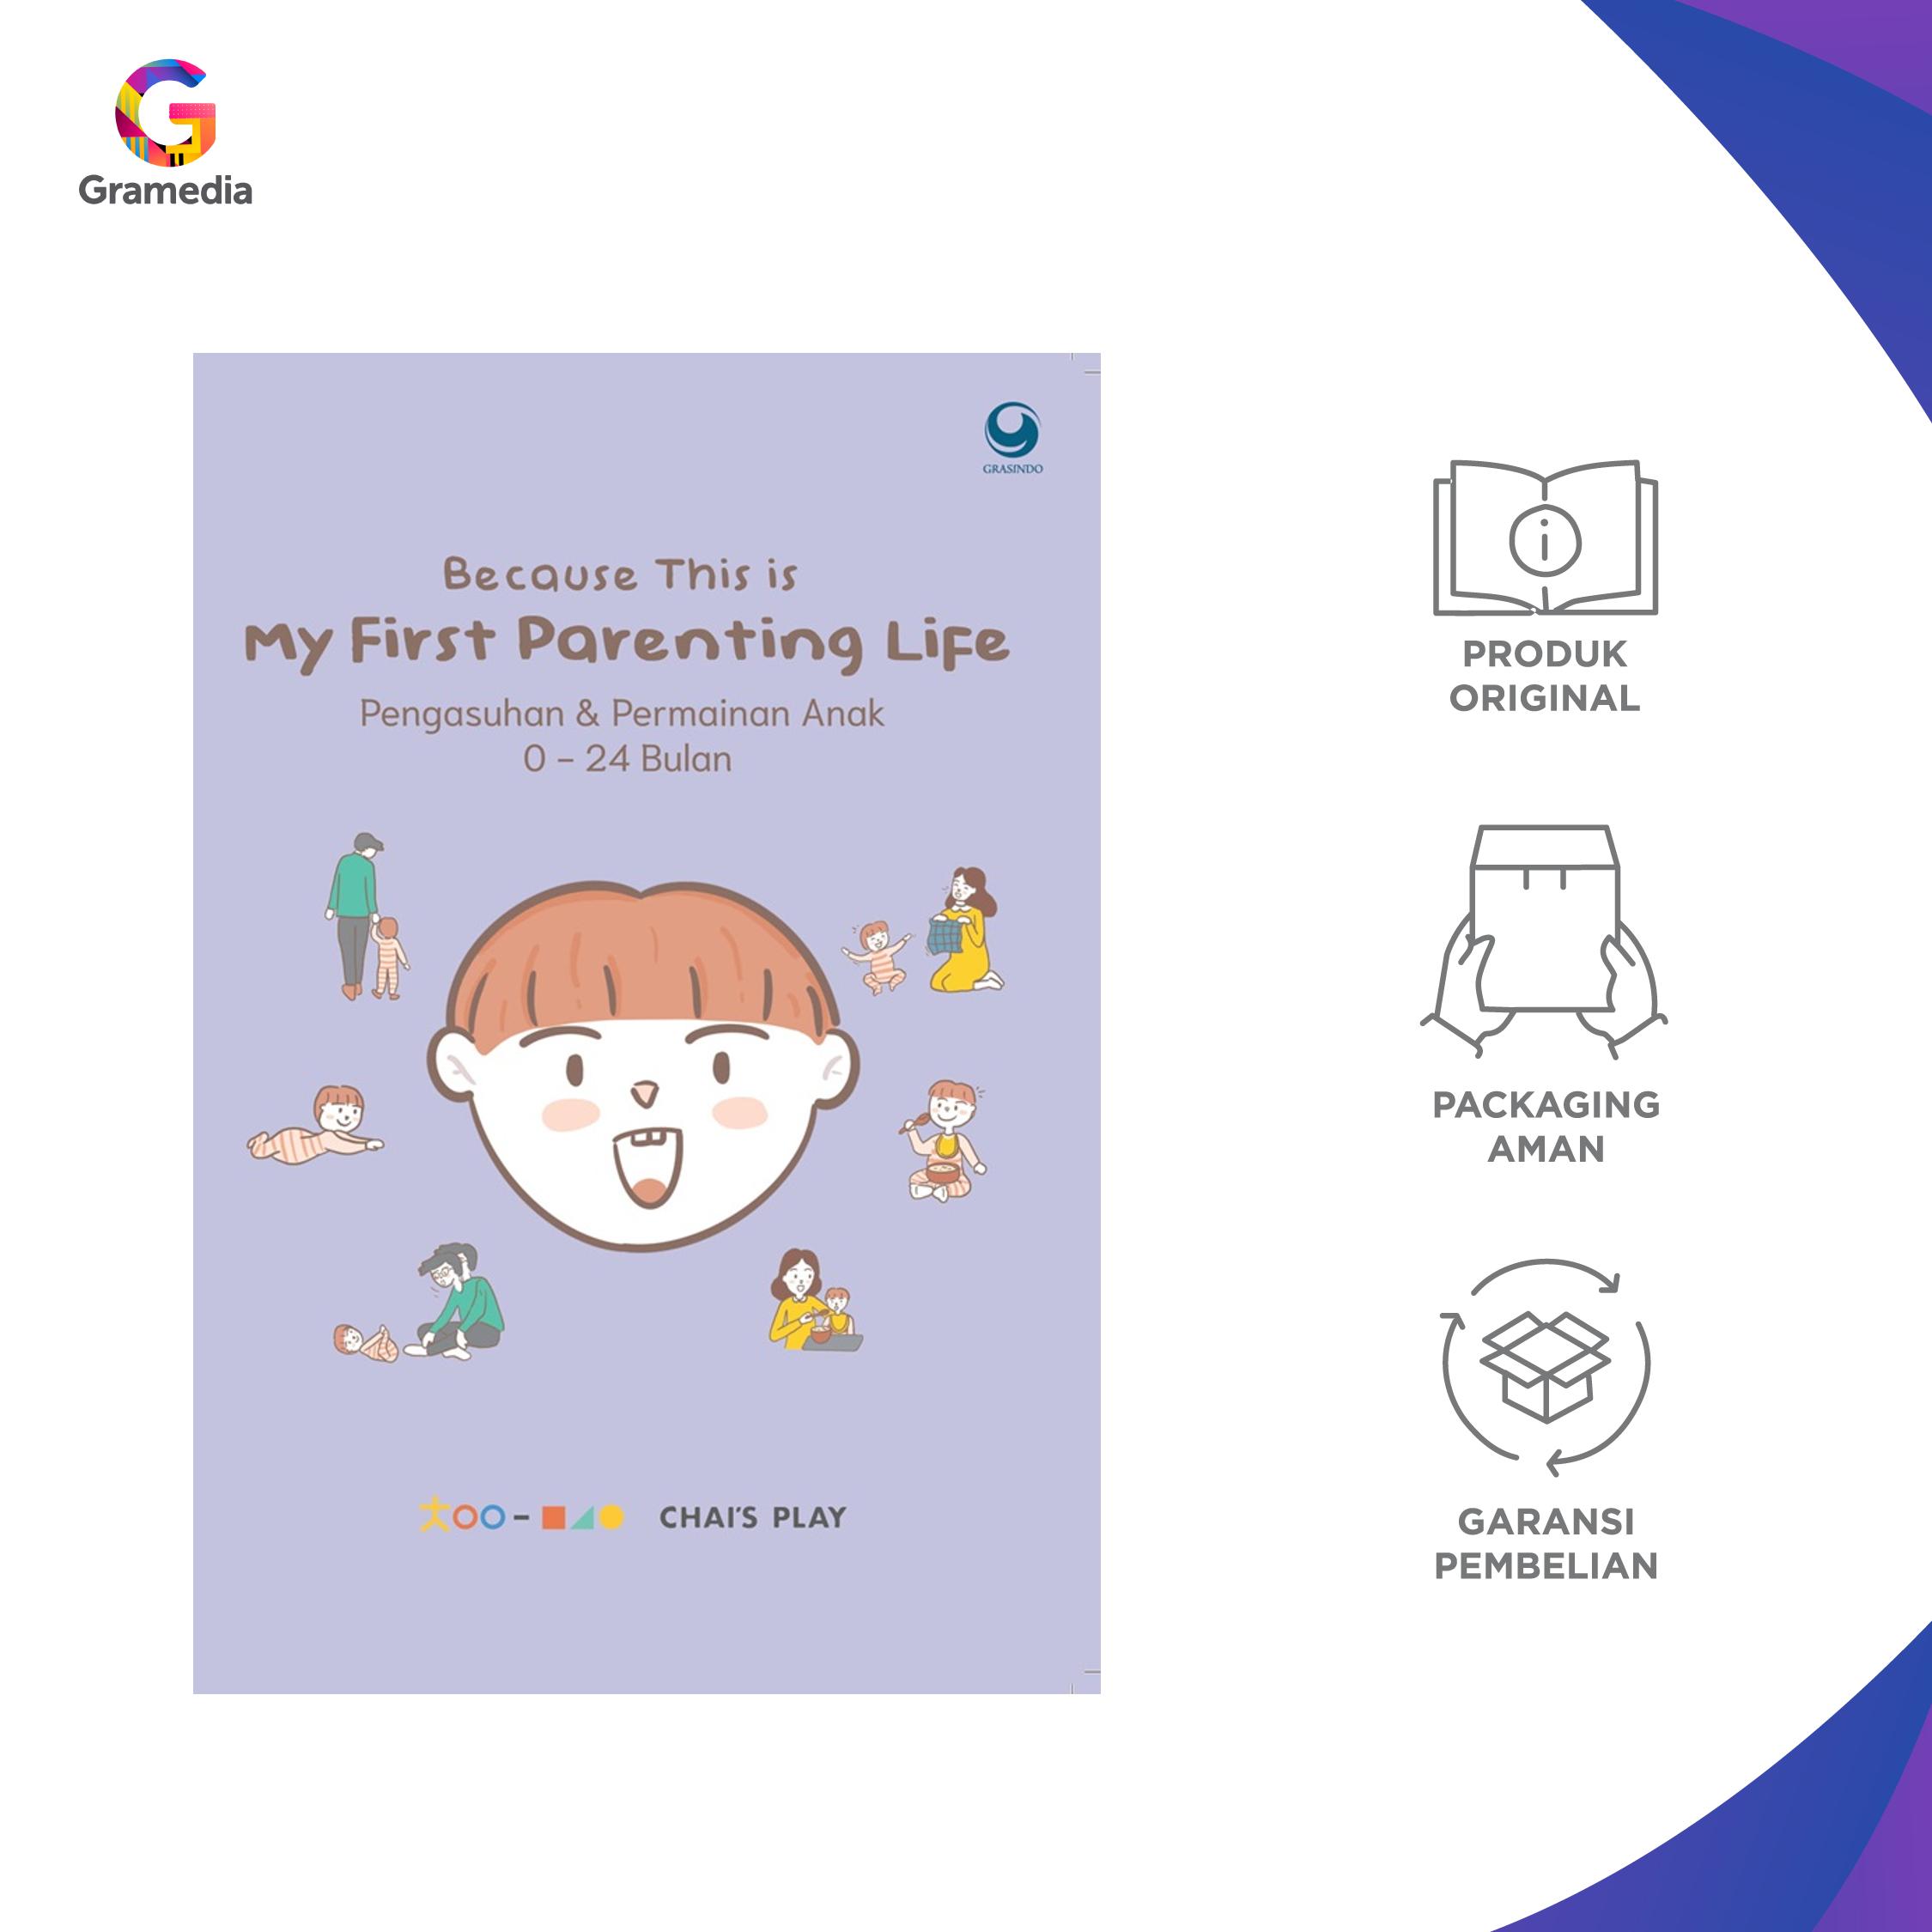 Gramedia
GRASINDO
Because This is
My First Parenting Life
Pengasuhan & Permainan Anak
0 – 24 Bulan
CHAI'S PLAY
PRODUK
ORIGINAL
PACKAGING
AMAN
GARANSI
PEMBELIAN